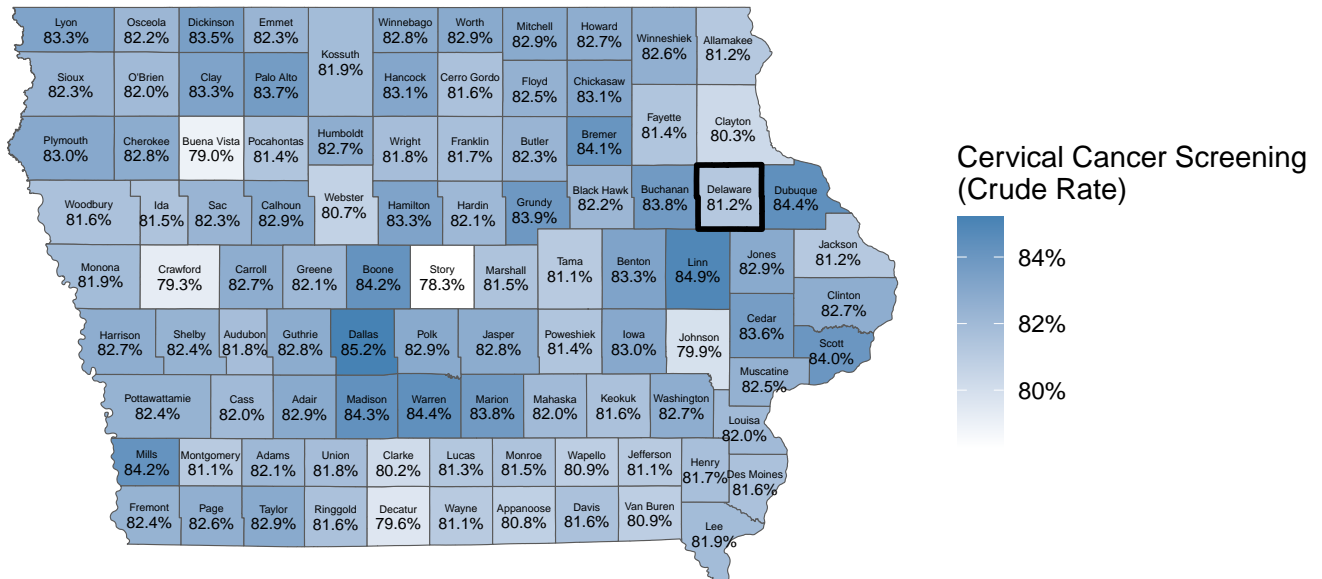 Lyon
83.3%
Osceola
82.2%
Dickinson
83.5%
Emmet
82.3%
Kossuth
81.9%
Winnebago
82.8%
Worth
82.9%
Mitchell
82.9%
Howard
82.7%
Winneshiek
82.6%
Allamakee
81.2%
Sioux
82.3%
O'Brien
82.0%
Clay
83.3%
Palo Alto
83.7%
Hancock
83.1%
Cerro Gordo
81.6%
Floyd
82.5%
Chickasaw
83.1%
Fayette
81.4%
Clayton
80.3%
Plymouth
83.0%
Cherokee
82.8%
Buena Vista
79.0%
Pocahontas
81.4%
Humboldt
82.7%
Wright
81.8%
Franklin
81.7%
Butler
82.3%
Bremer
84.1%
Woodbury
81.6%
Ida
81.5%
Sac
82.3%
Calhoun
82.9%
Webster
80.7%
Hamilton
83.3%
Hardin
82.1%
Grundy
83.9%
Black Hawk
82.2%
Buchanan
83.8%
Delaware
81.2%
Dubuque
84.4%
Monona
81.9%
Crawford
79.3%
Carroll
82.7%
Greene
82.1%
Boone
84.2%
Story
78.3%
Marshall
81.5%
Tama
81.1%
Benton
83.3%
Linn
84.9%
Jones
82.9%
Jackson
81.2%
Clinton
82.7%
Harrison
82.7%
Shelby
82.4%
Audubon
81.8%
Guthrie
82.8%
Dallas
85.2%
Polk
82.9%
Jasper
82.8%
Poweshiek
81.4%
Iowa
83.0%
Johnson
79.9%
Cedar
83.6%
Scott
84.0%
Muscatine
82.5%
Pottawattamie
82.4%
Cass
82.0%
Adair
82.9%
Madison
84.3%
Warren
84.4%
Marion
83.8%
Mahaska
82.0%
Keokuk
81.6%
Washington
82.7%
Louisa
82.0%
Mills
84.2%
Montgomery
81.1%
Adams
82.1%
Union
81.8%
Clarke
80.2%
Lucas
81.3%
Monroe
81.5%
Wapello
80.9%
Jefferson
81.1%
Henry
81.7%
Des Moines
81.6%
Fremont
82.4%
Page
82.6%
Taylor
82.9%
Ringgold
81.6%
Decatur
79.6%
Wayne
81.1%
Appanoose
80.8%
Davis
81.6%
Van Buren
80.9%
Lee
81.9%
Cervical Cancer Screening
(Crude Rate)
84%
82%
80%